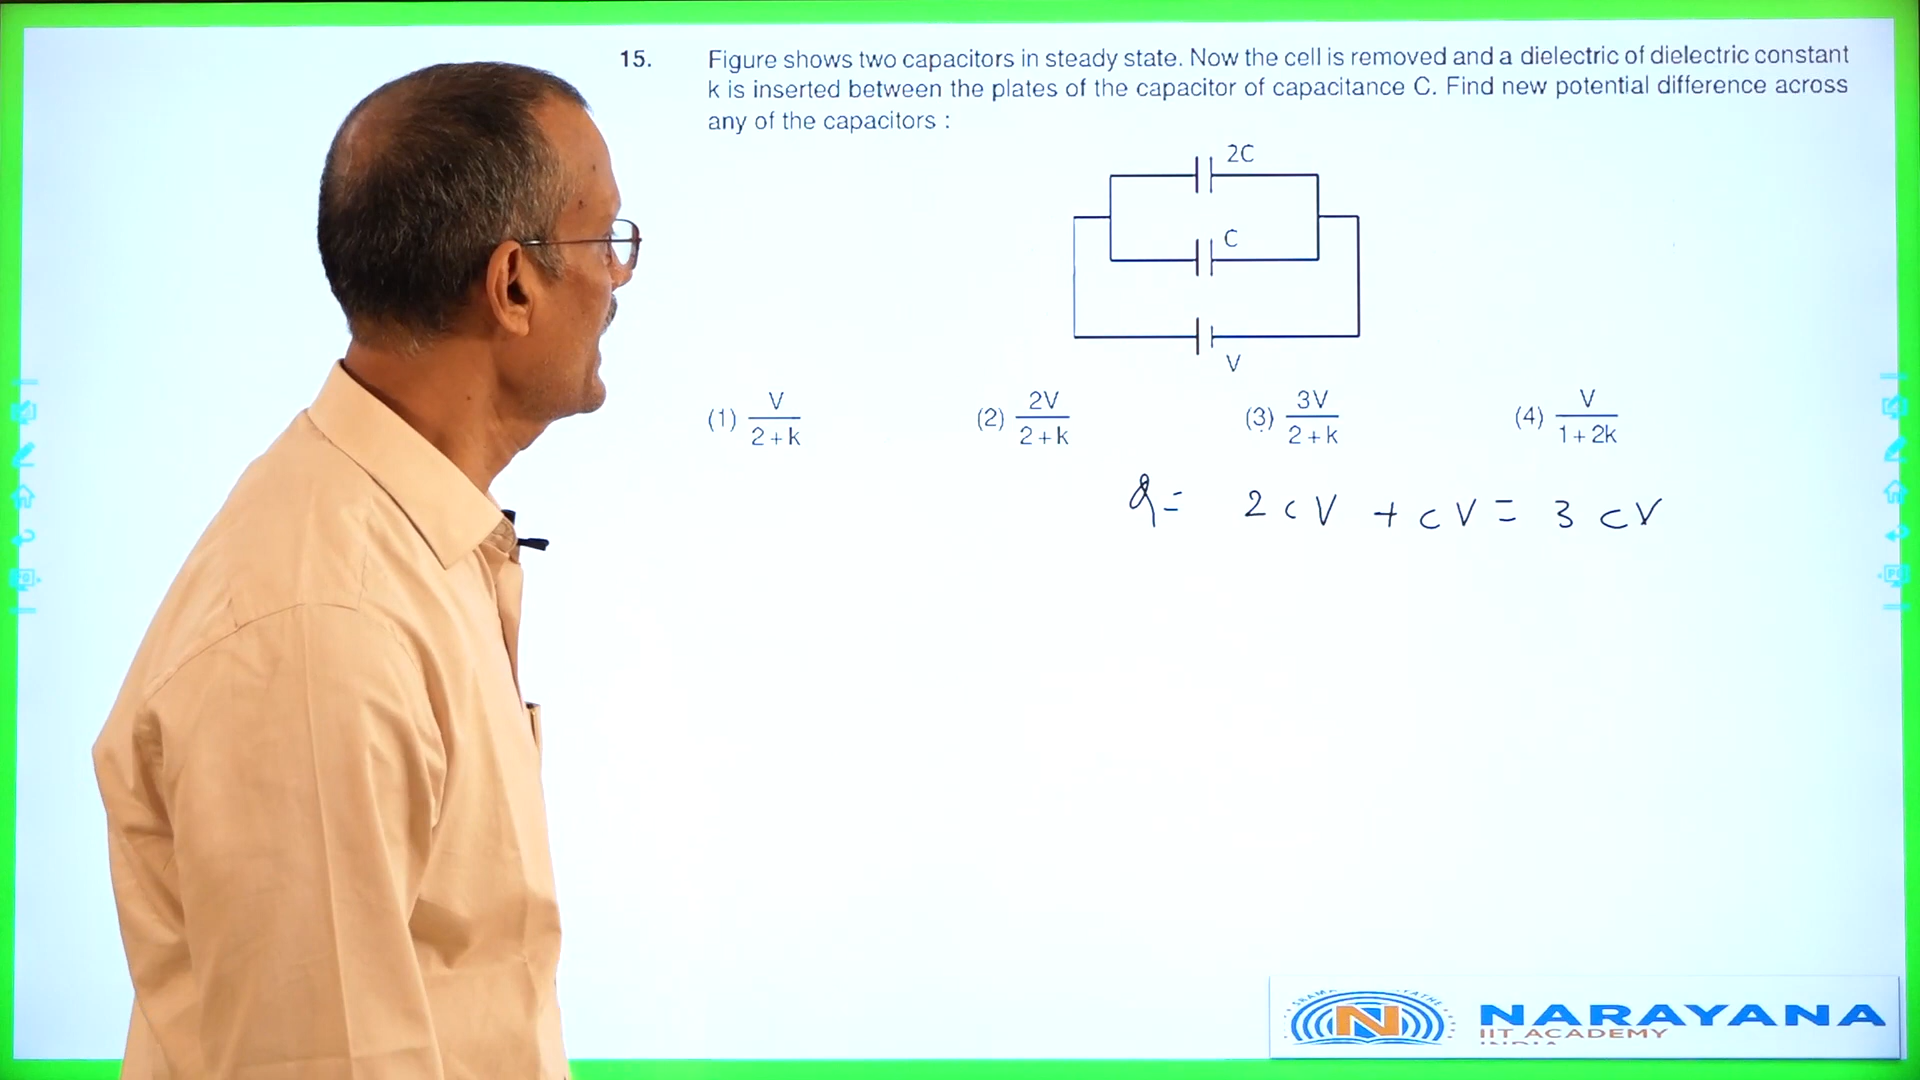 15. Figure shows two capacitors in steady state. Now the cell is removed and a dielectric of dielectric constant
k is inserted between the plates of the capacitor of capacitance C. Find new potential difference across
any of the capacitors :
2C
C
V
(1) V/(2+k) (2) 2V/(2+k) (3) 3V/(2+k) (4) V/(1+2k)
Q = 2CV + CV = 3CV
NARAYANA
IIT ACADEMY